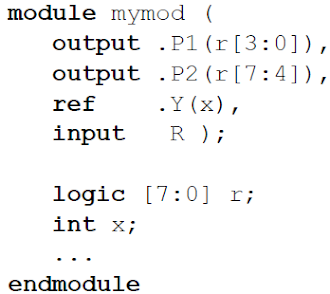 module mymod (
output .P1(r[3:0]),
output .P2(r[7:4]),
ref .Y(x),
input R );
logic [7:0] r;
int x;
...
endmodule